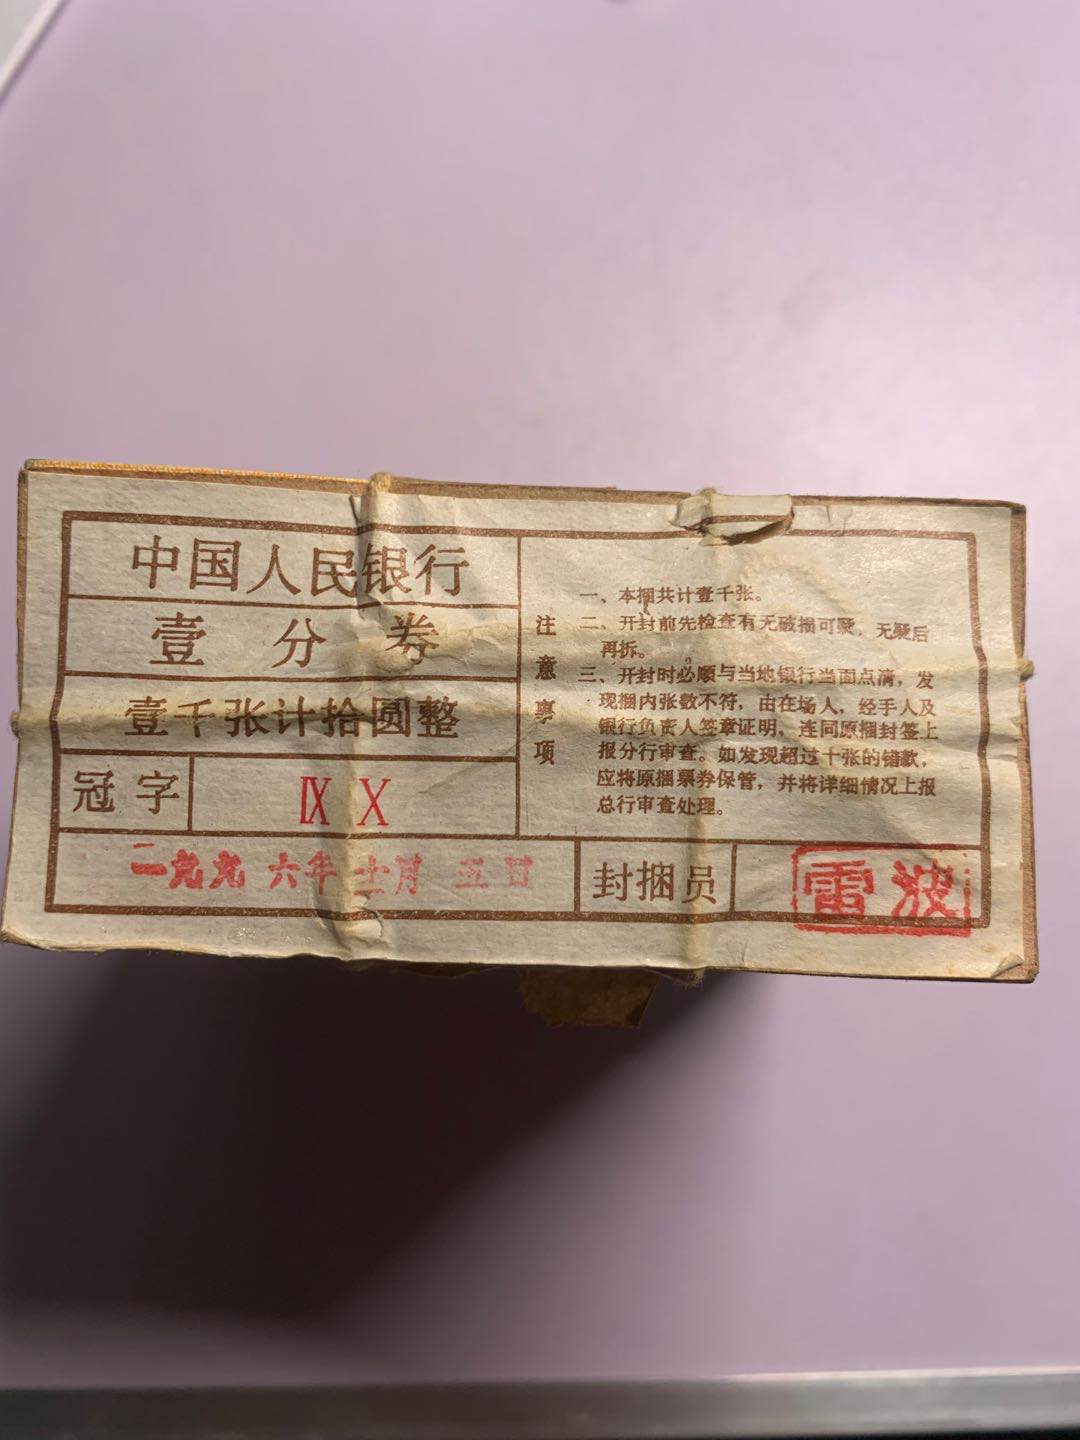 中国人民银行
壹分券
壹千张计拾圆整
冠字
ⅨⅩ
注意事项
一、本捆共计壹千张。
二、开封前先检查有无破损可疑，无疑后
再拆。
三、开封时必顺与当地银行当面点清，发
现捆内张数不符，由在场人，经手人及
银行负责人签章证明，连同原捆封签上
报分行审查。如发现超过十张的错款，
应将原捆票券保管，并将详细情况上报
总行审查处理。
九九六年十一月五日
封捆员
雷波